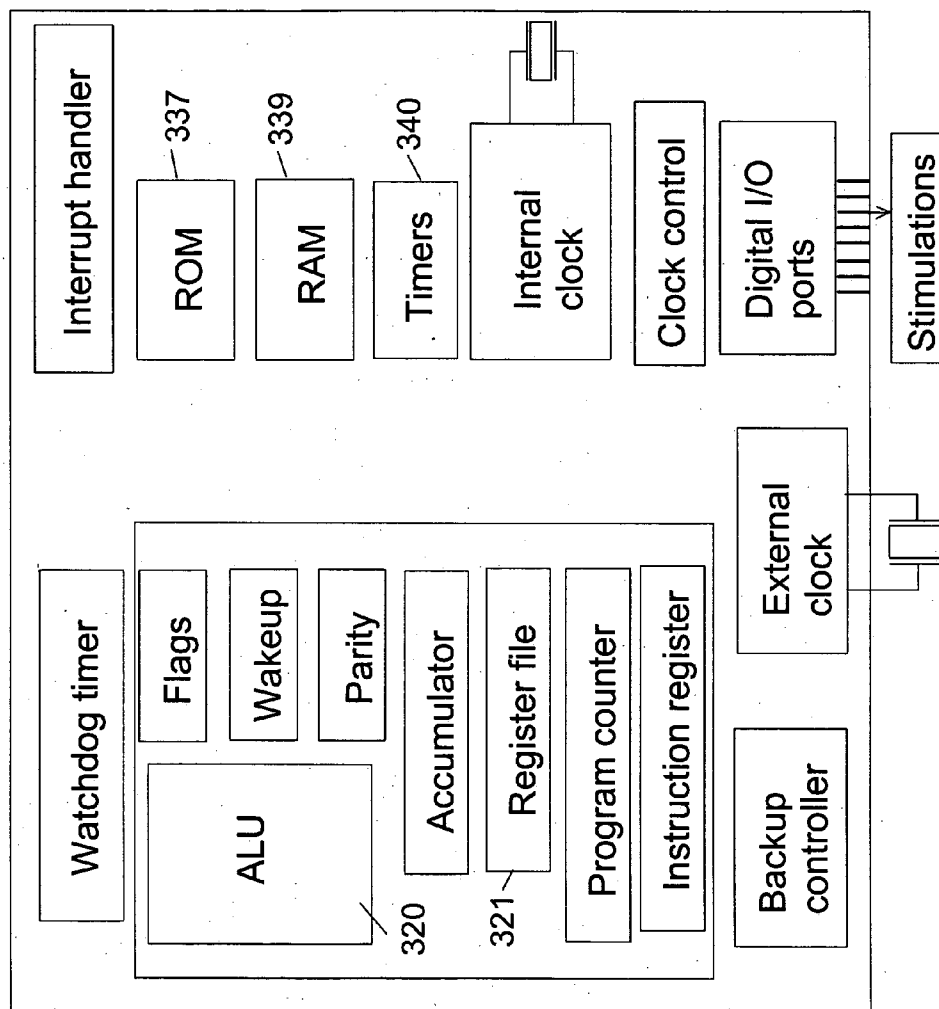 Watchdog timer
Flags
Wakeup
Parity
ALU
320
Accumulator
Register file
321
Program counter
Instruction register
Backup
controller
External
clock
Interrupt handler
ROM
337
RAM
339
Timers
340
Internal
clock
Clock control
Digital I/O
ports
Stimulations